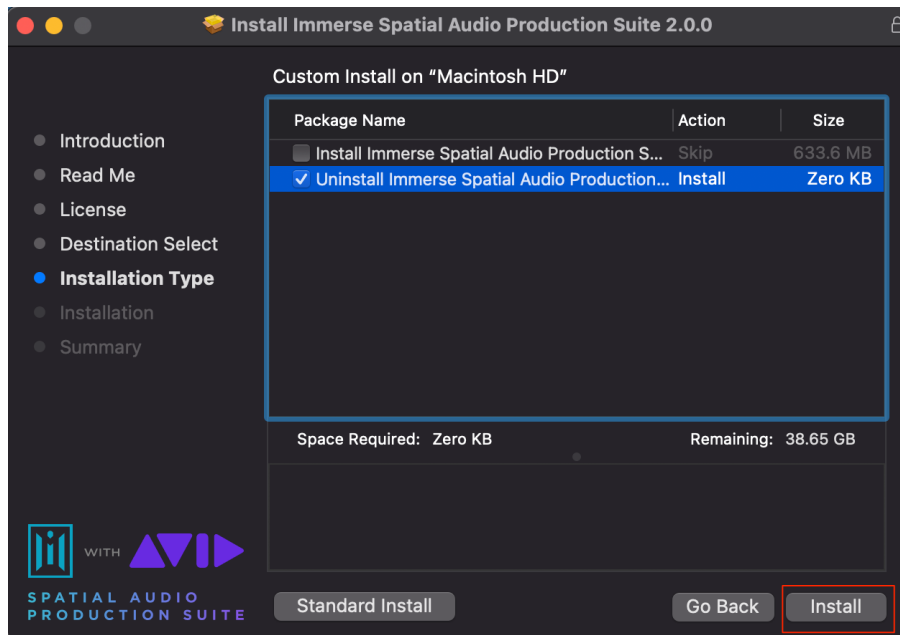 Install Immerse Spatial Audio Production Suite 2.0.0
Custom Install on “Macintosh HD”
Introduction
Read Me
License
Destination Select
Installation Type
Installation
Summary
Package Name Action Size
Install Immerse Spatial Audio Production S... Skip 633.6 MB
Uninstall Immerse Spatial Audio Production... Install Zero KB
Space Required: Zero KB Remaining: 38.65 GB
WITH AVID
SPATIAL AUDIO
PRODUCTION SUITE
Standard Install Go Back Install